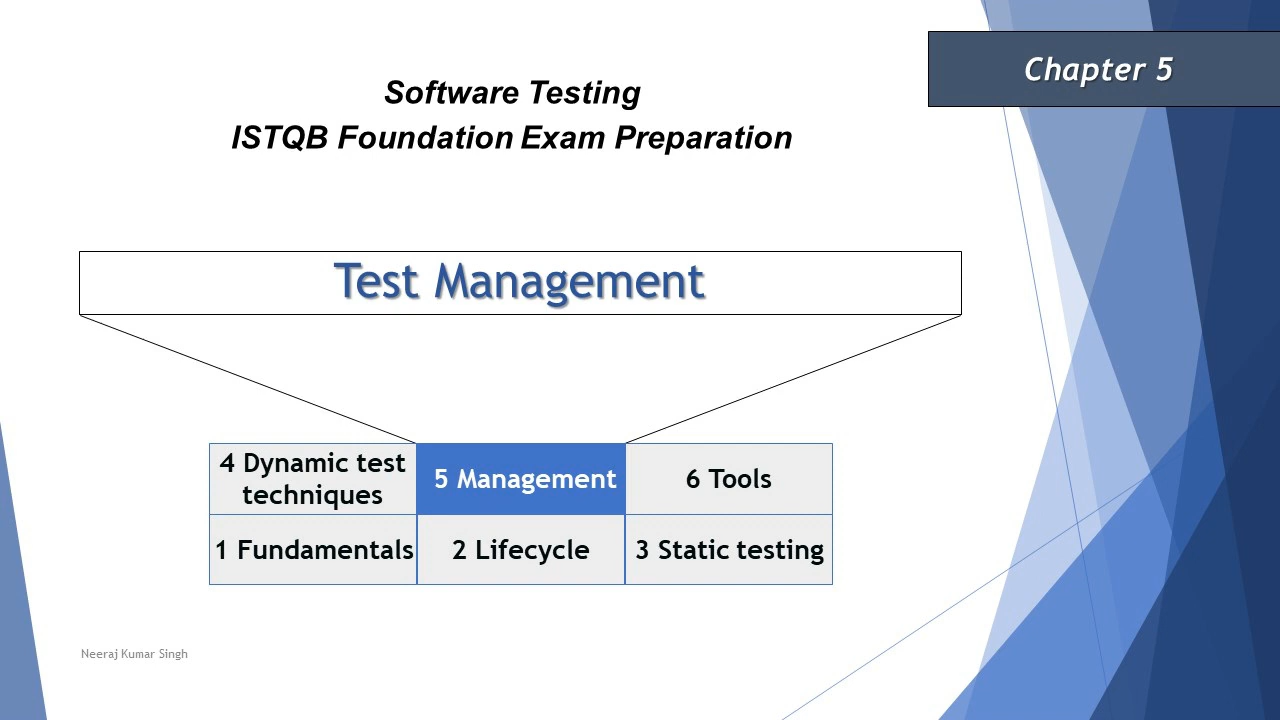 Chapter 5
Software Testing
ISTQB Foundation Exam Preparation
Test Management
4 Dynamic test
techniques
5 Management
6 Tools
1 Fundamentals
2 Lifecycle
3 Static testing
Neeraj Kumar Singh